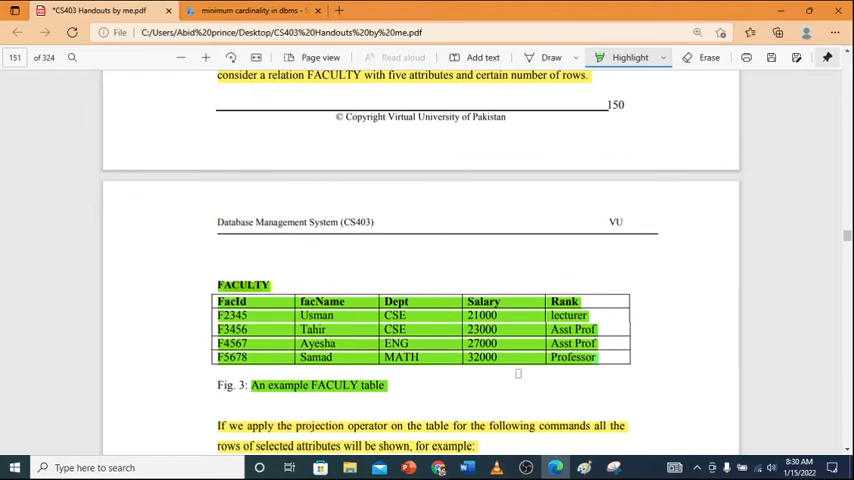 *CS403 Handouts by me.pdf
minimum cardinality in dbms - S
File
C:/Users/Abid%20prince/Desktop/CS403%20Handouts%20by%20me.pdf
151 of 324
Page view
Read aloud
Add text
Draw
Highlight
Erase
consider a relation FACULTY with five attributes and certain number of rows.
150
© Copyright Virtual University of Pakistan
Database Management System (CS403) VU
FACULTY
FacId facName Dept Salary Rank
F2345 Usman CSE 21000 lecturer
F3456 Tahir CSE 23000 Asst Prof
F4567 Ayesha ENG 27000 Asst Prof
F5678 Samad MATH 32000 Professor
Fig. 3: An example FACULY table
If we apply the projection operator on the table for the following commands all the
rows of selected attributes will be shown, for example:
Type here to search
8:30 AM
1/15/2022